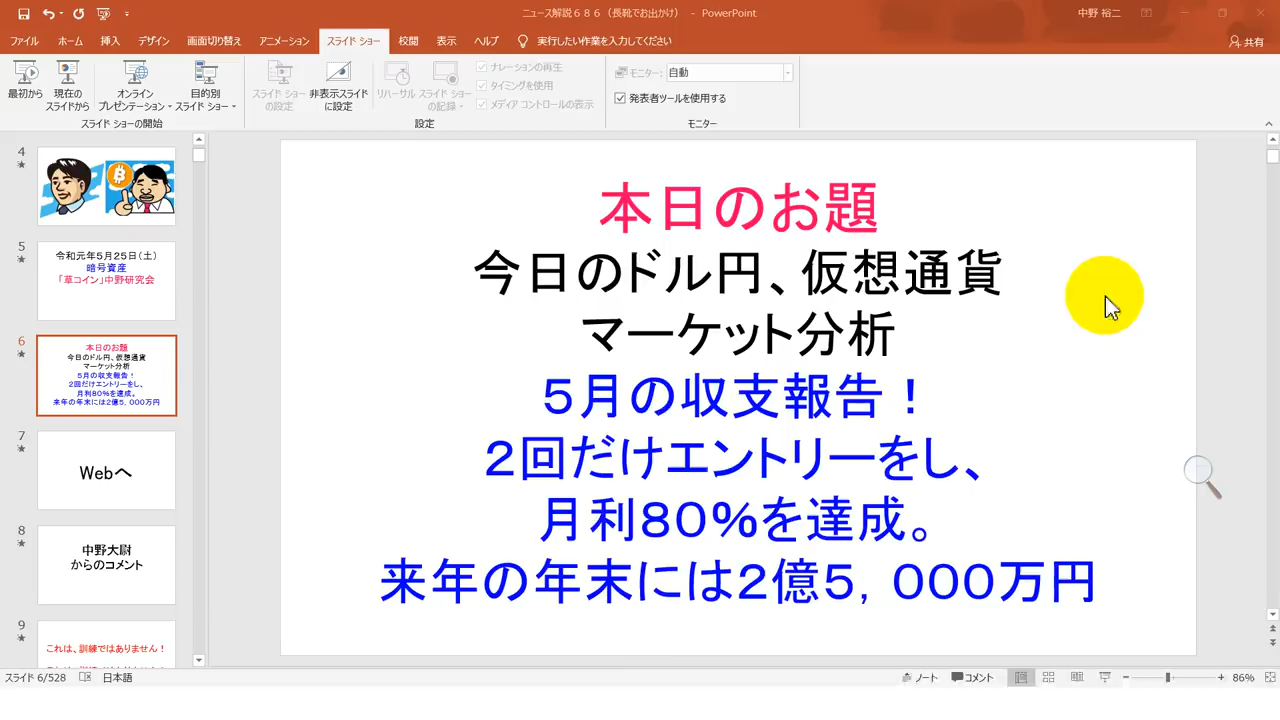 ニュース解説６８６（長靴でお出かけ） - PowerPoint
中野 裕二
ファイル ホーム 挿入 デザイン 画面切り替え アニメーション スライド ショー 校閲 表示 ヘルプ 実行したい作業を入力してください 共有
最初から
現在の
スライドから
オンライン
プレゼンテーション
目的別
スライド ショー
スライド ショーの開始
スライド ショー
の設定
非表示スライド
に設定
リハーサル
スライド ショー
の記録
ナレーションの再生
タイミングを使用
メディア コントロールの表示
設定
モニター: 自動
発表者ツールを使用する
モニター
4
5
令和元年５月２５日（土）
暗号資産
「草コイン」中野研究会
6
本日のお題
今日のドル円、仮想通貨
マーケット分析
５月の収支報告！
２回だけエントリーをし、
月利８０％を達成。
来年の年末には２億５，０００万円
7
Webへ
8
中野大尉
からのコメント
9
これは、訓練ではありません！
本日のお題
今日のドル円、仮想通貨
マーケット分析
５月の収支報告！
２回だけエントリーをし、
月利８０％を達成。
来年の年末には２億５，０００万円
スライド 6/528 日本語 ノート コメント 86%